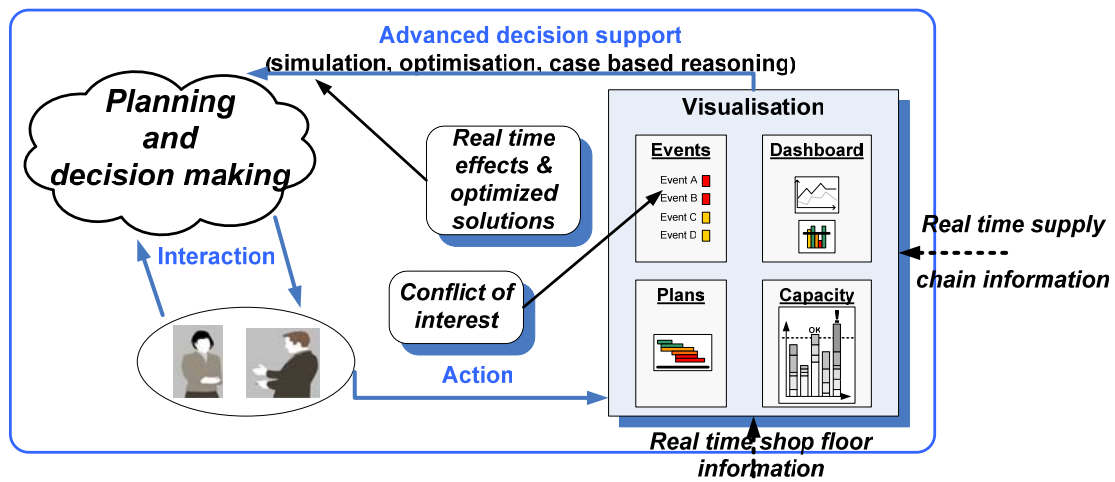 Advanced decision support
(simulation, optimisation, case based reasoning)
Planning
and
decision making
Visualisation
Real time
effects &
optimized
solutions
Events
Event A
Event B
Event C
Event D
Dashboard
Real time supply
chain information
Interaction
Conflict of
interest
Plans
Capacity
OK
!
Action
Real time shop floor
information